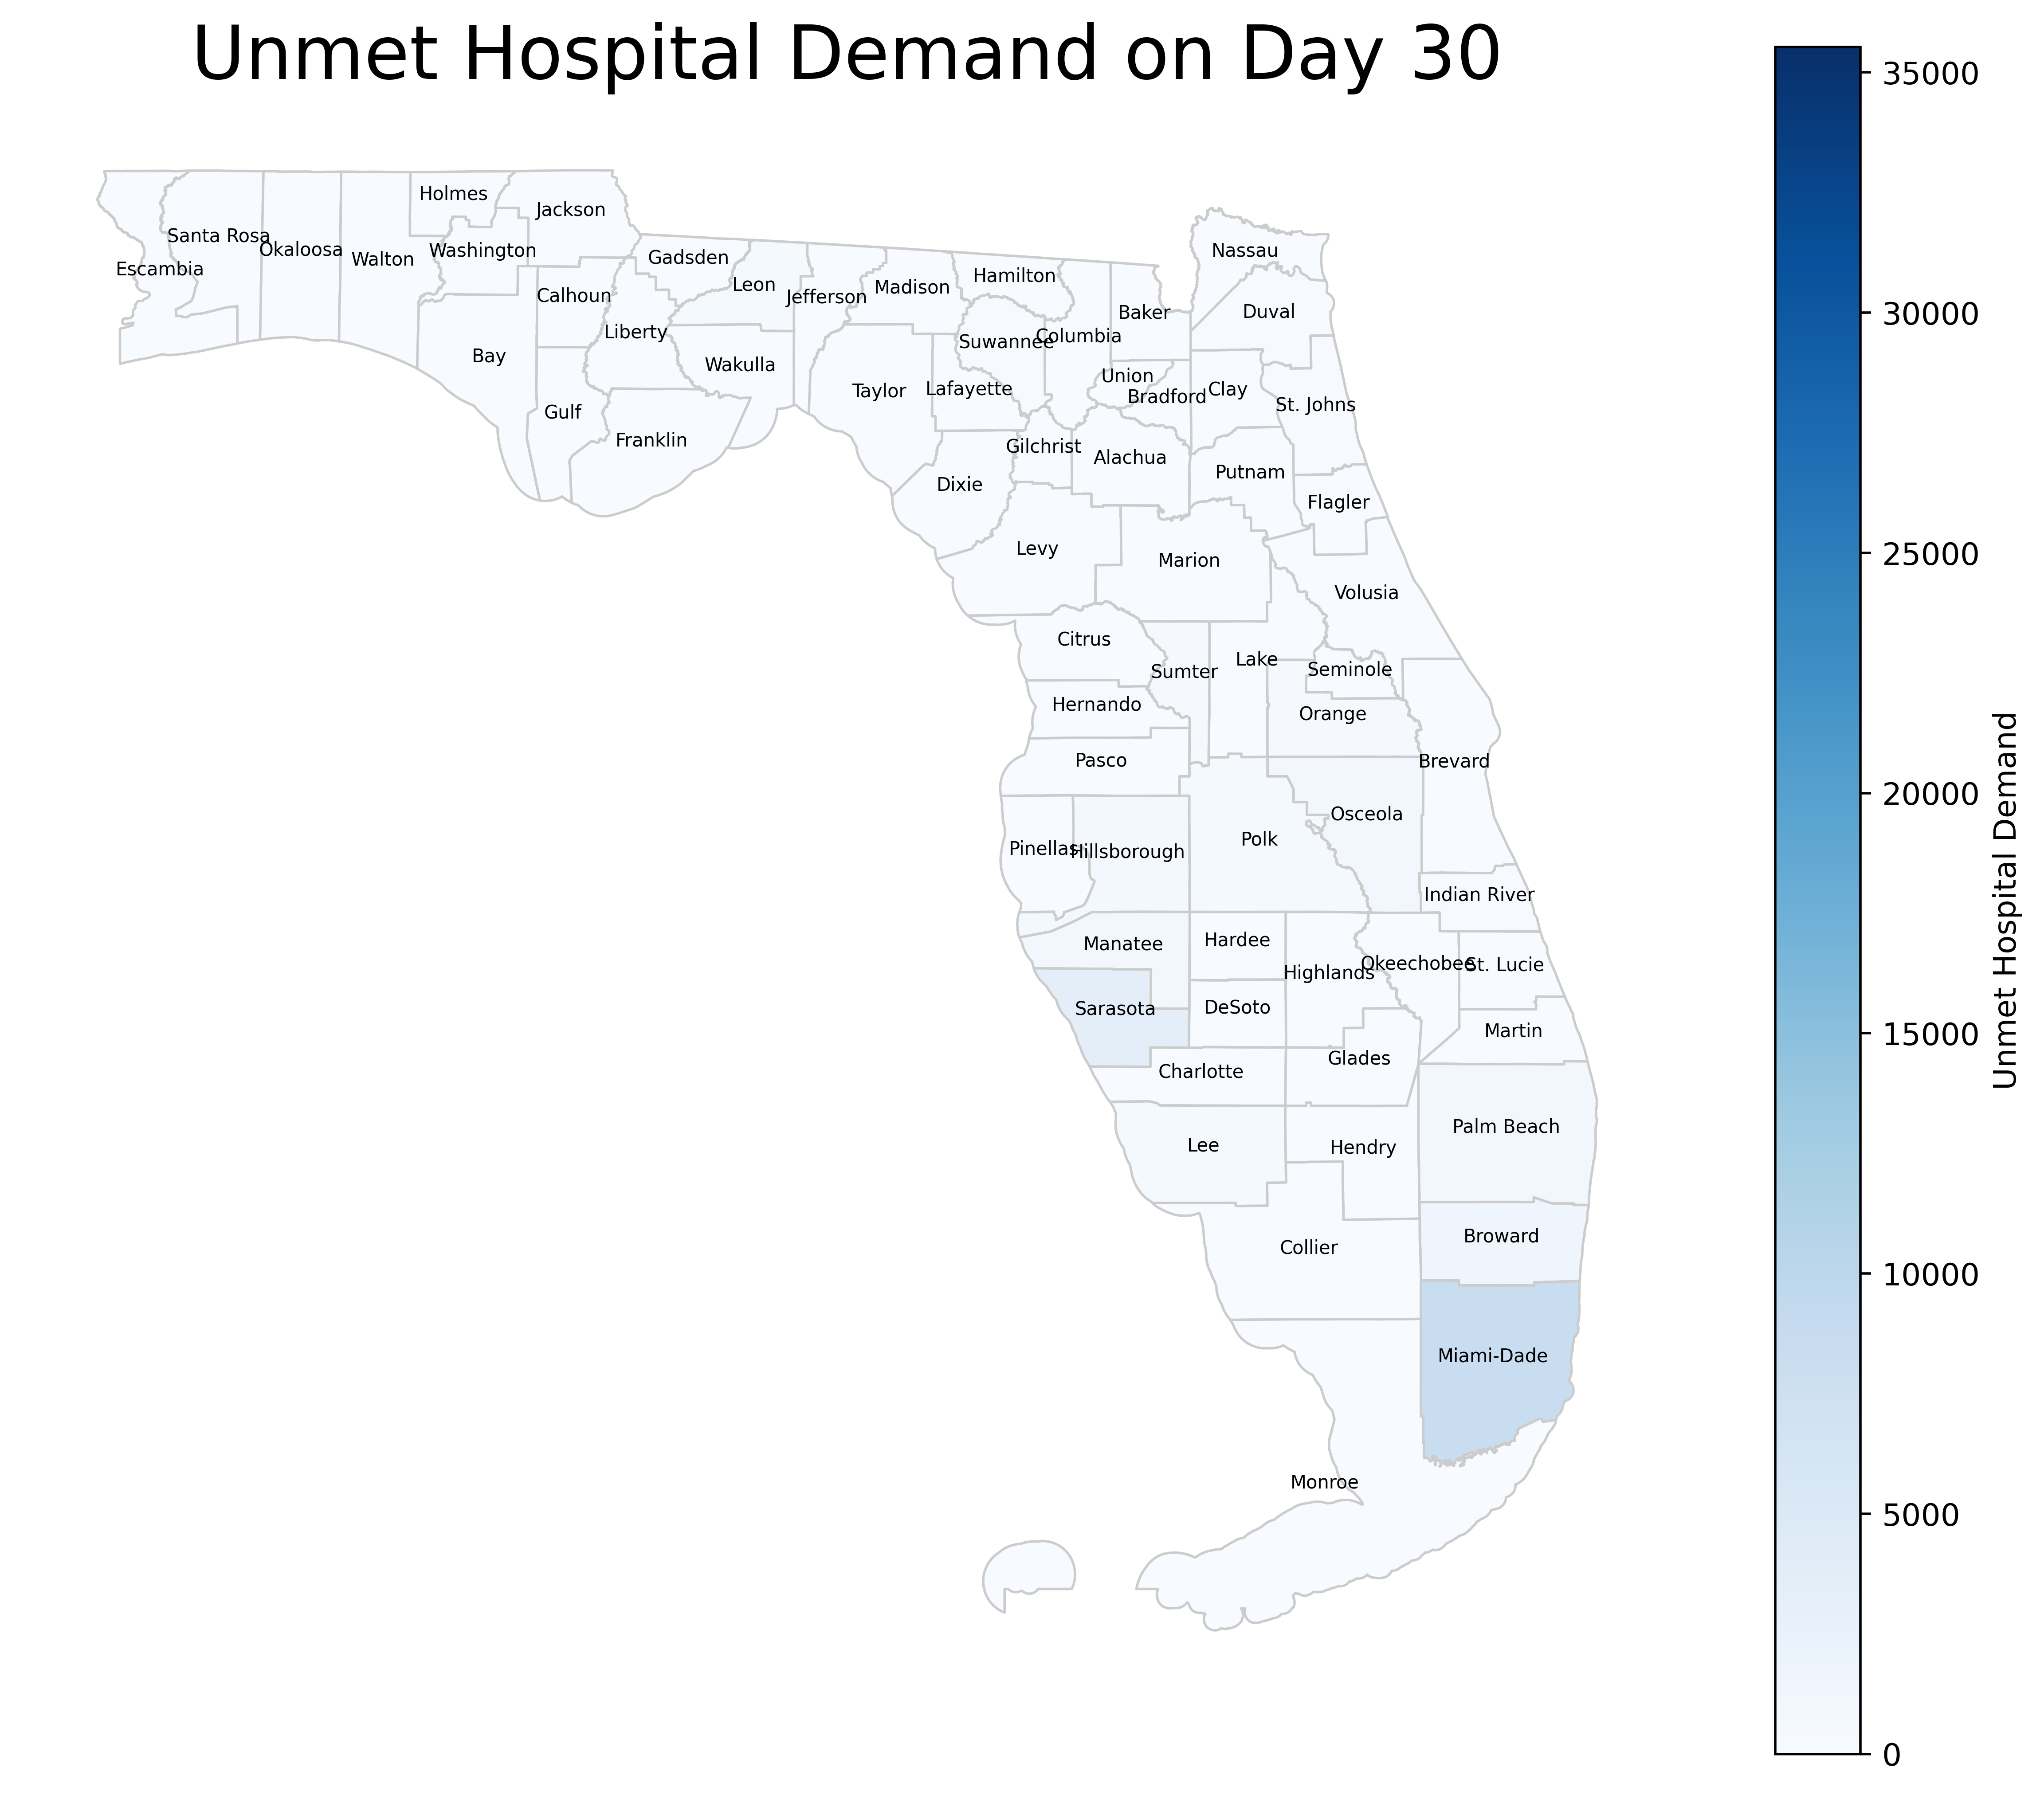 Unmet Hospital Demand on Day 30
Holmes
Jackson
Santa Rosa
Okaloosa
Washington
Walton
Escambia
Gadsden
Leon
Calhoun
Jefferson
Madison
Hamilton
Nassau
Baker
Duval
Liberty
Suwannee
Columbia
Bay
Wakulla
Union
Taylor
Lafayette
Bradford
Clay
St. Johns
Gulf
Franklin
Gilchrist
Alachua
Putnam
Dixie
Flagler
Levy
Marion
Volusia
Citrus
Lake
Sumter
Seminole
Hernando
Orange
Pasco
Brevard
Osceola
Polk
Pinellas
Hillsborough
Indian River
Manatee
Hardee
Highlands
Okeechobee
St. Lucie
Sarasota
DeSoto
Martin
Glades
Charlotte
Palm Beach
Lee
Hendry
Broward
Collier
Miami-Dade
Monroe
35000
30000
25000
20000
15000
10000
5000
0
Unmet Hospital Demand